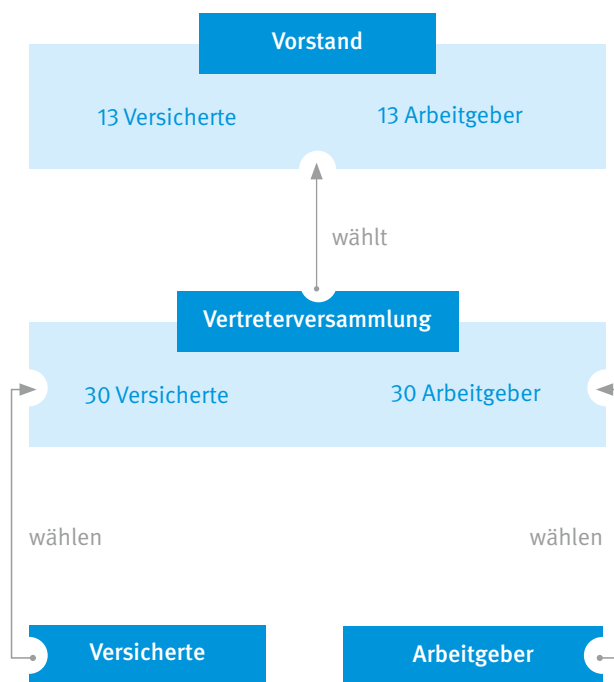 Vorstand
13 Versicherte
13 Arbeitgeber
wählt
Vertreterversammlung
30 Versicherte
30 Arbeitgeber
wählen
wählen
Versicherte
Arbeitgeber